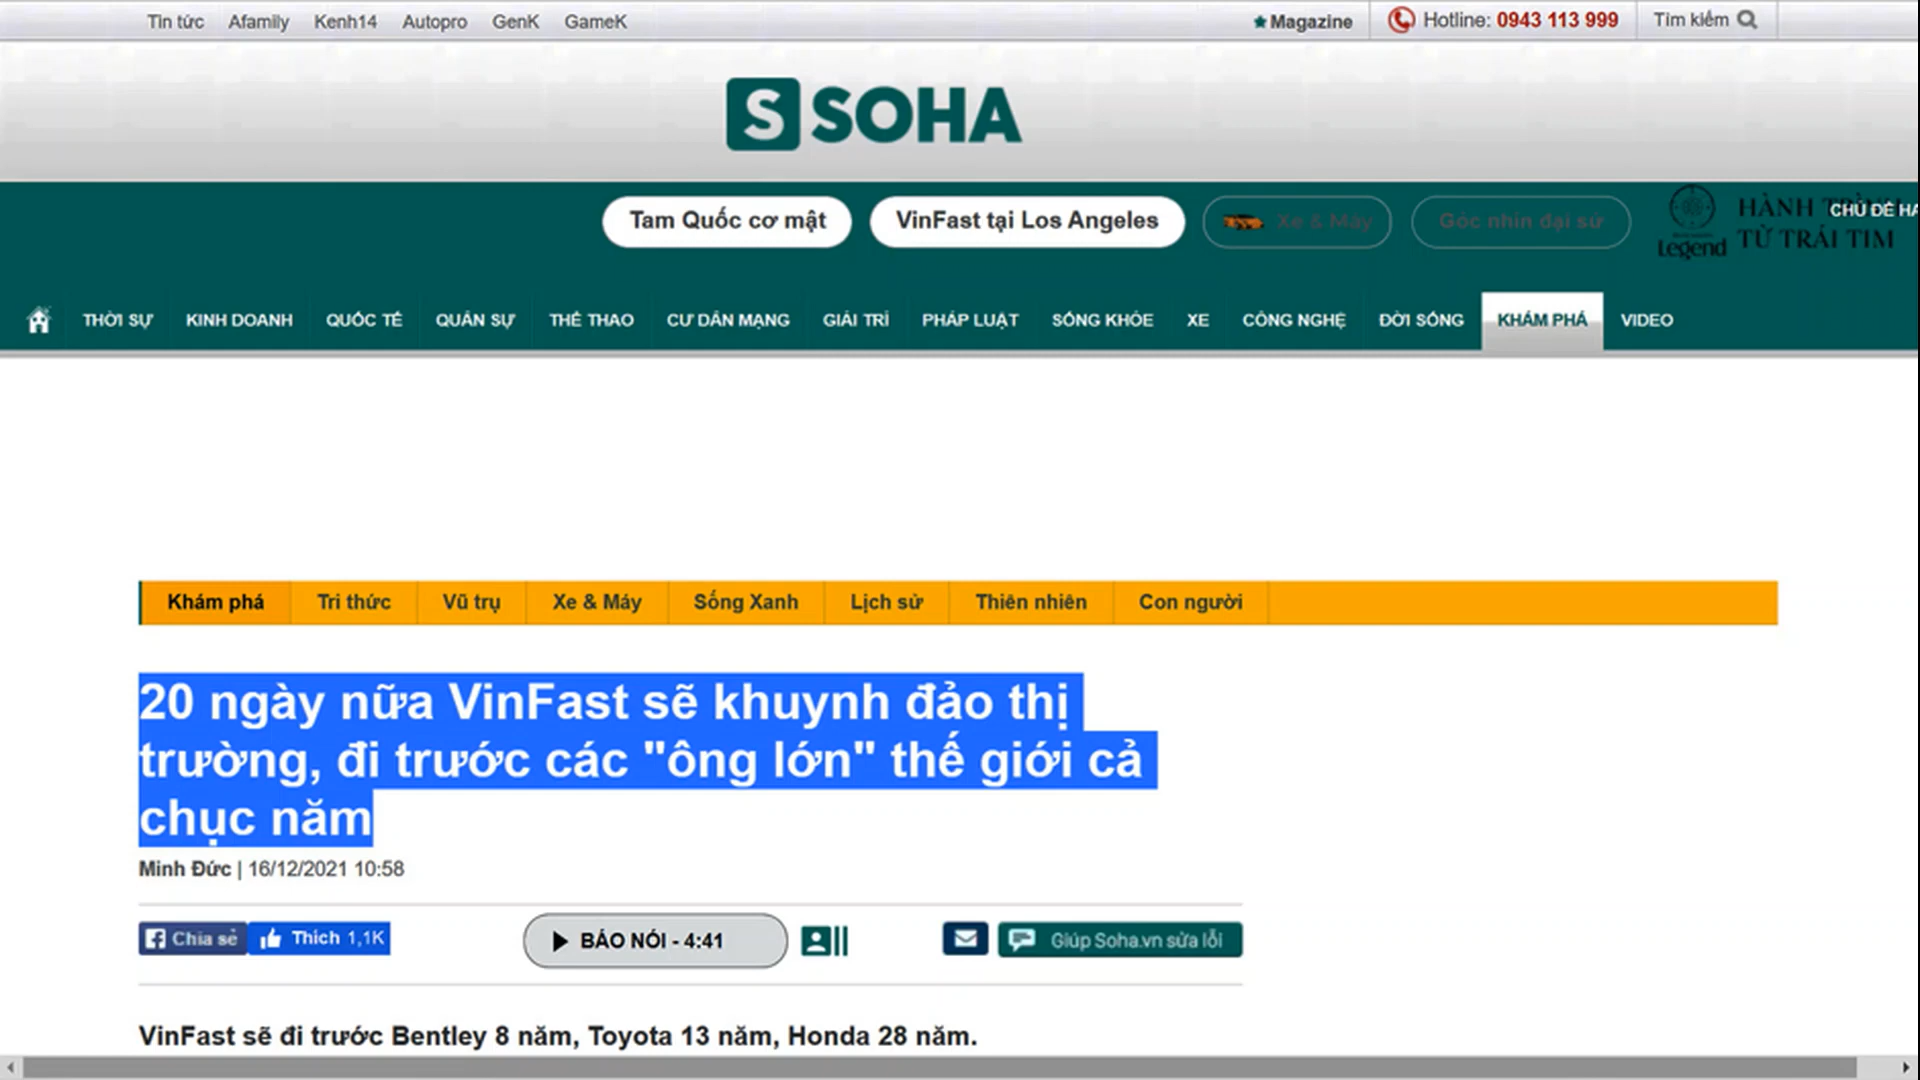 Tin tức Afamily Kenh14 Autopro GenK GameK Magazine Hotline: 0943 113 999 Tìm kiếm
S SOHA
Tam Quốc cơ mật VinFast tại Los Angeles Xe & Máy Góc nhìn đại sứ
Legend HÀNH TRÌNH
TỪ TRÁI TIM
CHỦ ĐỀ HA
THỜI SỰ KINH DOANH QUỐC TẾ QUÂN SỰ THỂ THAO CƯ DÂN MẠNG GIẢI TRÍ PHÁP LUẬT SỐNG KHỎE XE CÔNG NGHỆ ĐỜI SỐNG KHÁM PHÁ VIDEO
Khám phá Tri thức Vũ trụ Xe & Máy Sống Xanh Lịch sử Thiên nhiên Con người
20 ngày nữa VinFast sẽ khuynh đảo thị
trường, đi trước các "ông lớn" thế giới cả
chục năm
Minh Đức | 16/12/2021 10:58
Chia sẻ Thích 1,1K BÁO NÓI - 4:41 Giúp Soha.vn sửa lỗi
VinFast sẽ đi trước Bentley 8 năm, Toyota 13 năm, Honda 28 năm.